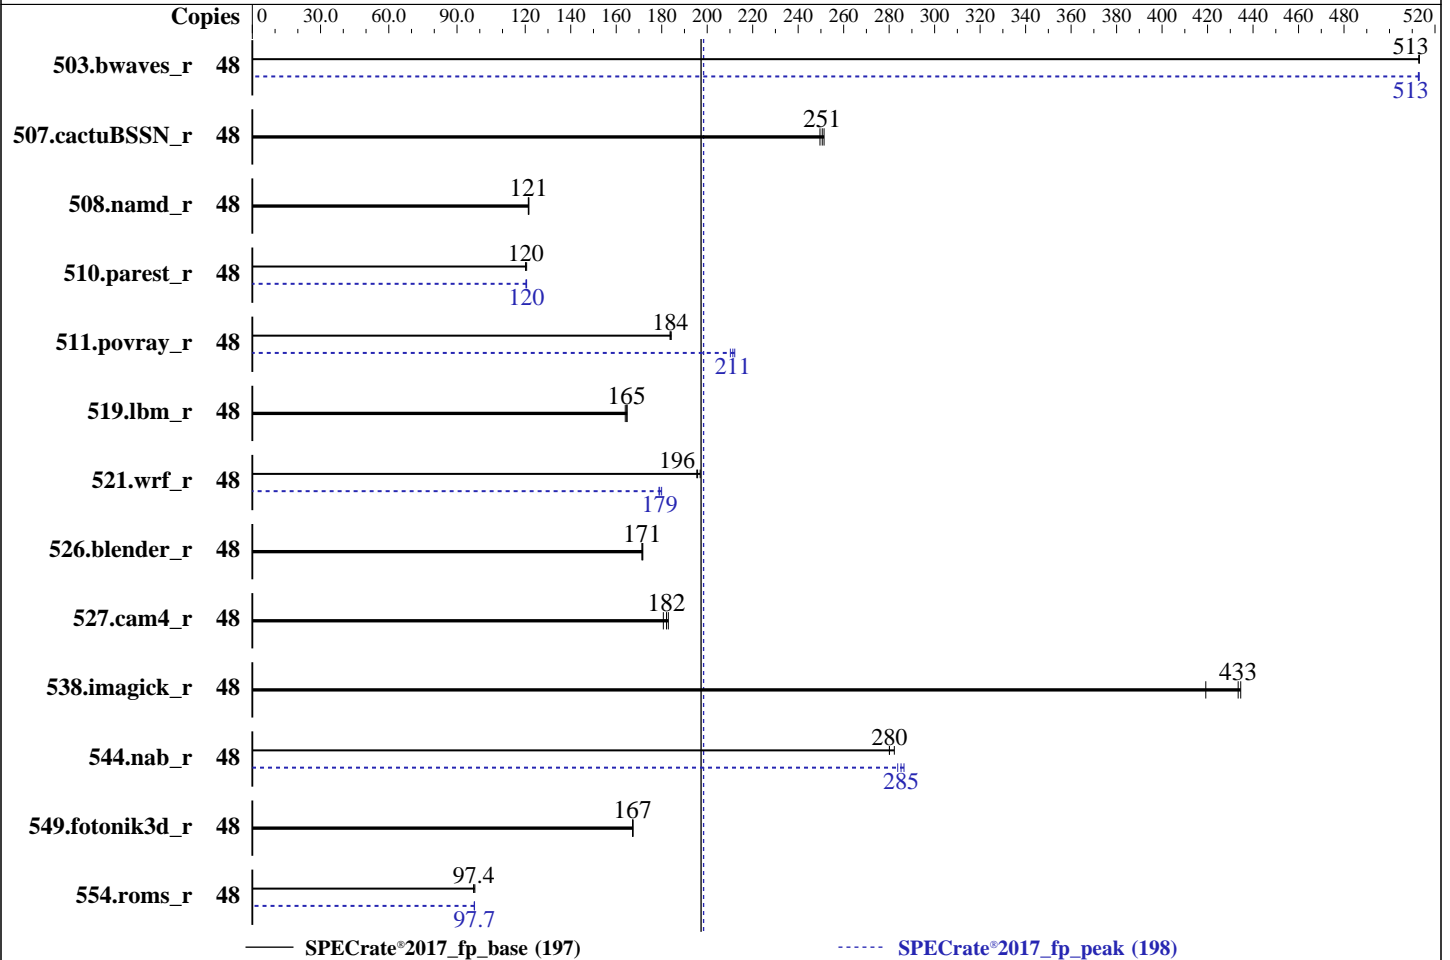 Copies 0 30.0 60.0 90.0 120 140 160 180 200 220 240 260 280 300 320 340 360 380 400 420 440 460 480 520
503.bwaves_r 48 513
513
507.cactuBSSN_r 48 251
508.namd_r 48 121
510.parest_r 48 120
120
511.povray_r 48 184
211
519.lbm_r 48 165
521.wrf_r 48 196
179
526.blender_r 48 171
527.cam4_r 48 182
538.imagick_r 48 433
544.nab_r 48 280
285
549.fotonik3d_r 48 167
554.roms_r 48 97.4
97.7
SPECrate®2017_fp_base (197) SPECrate®2017_fp_peak (198)